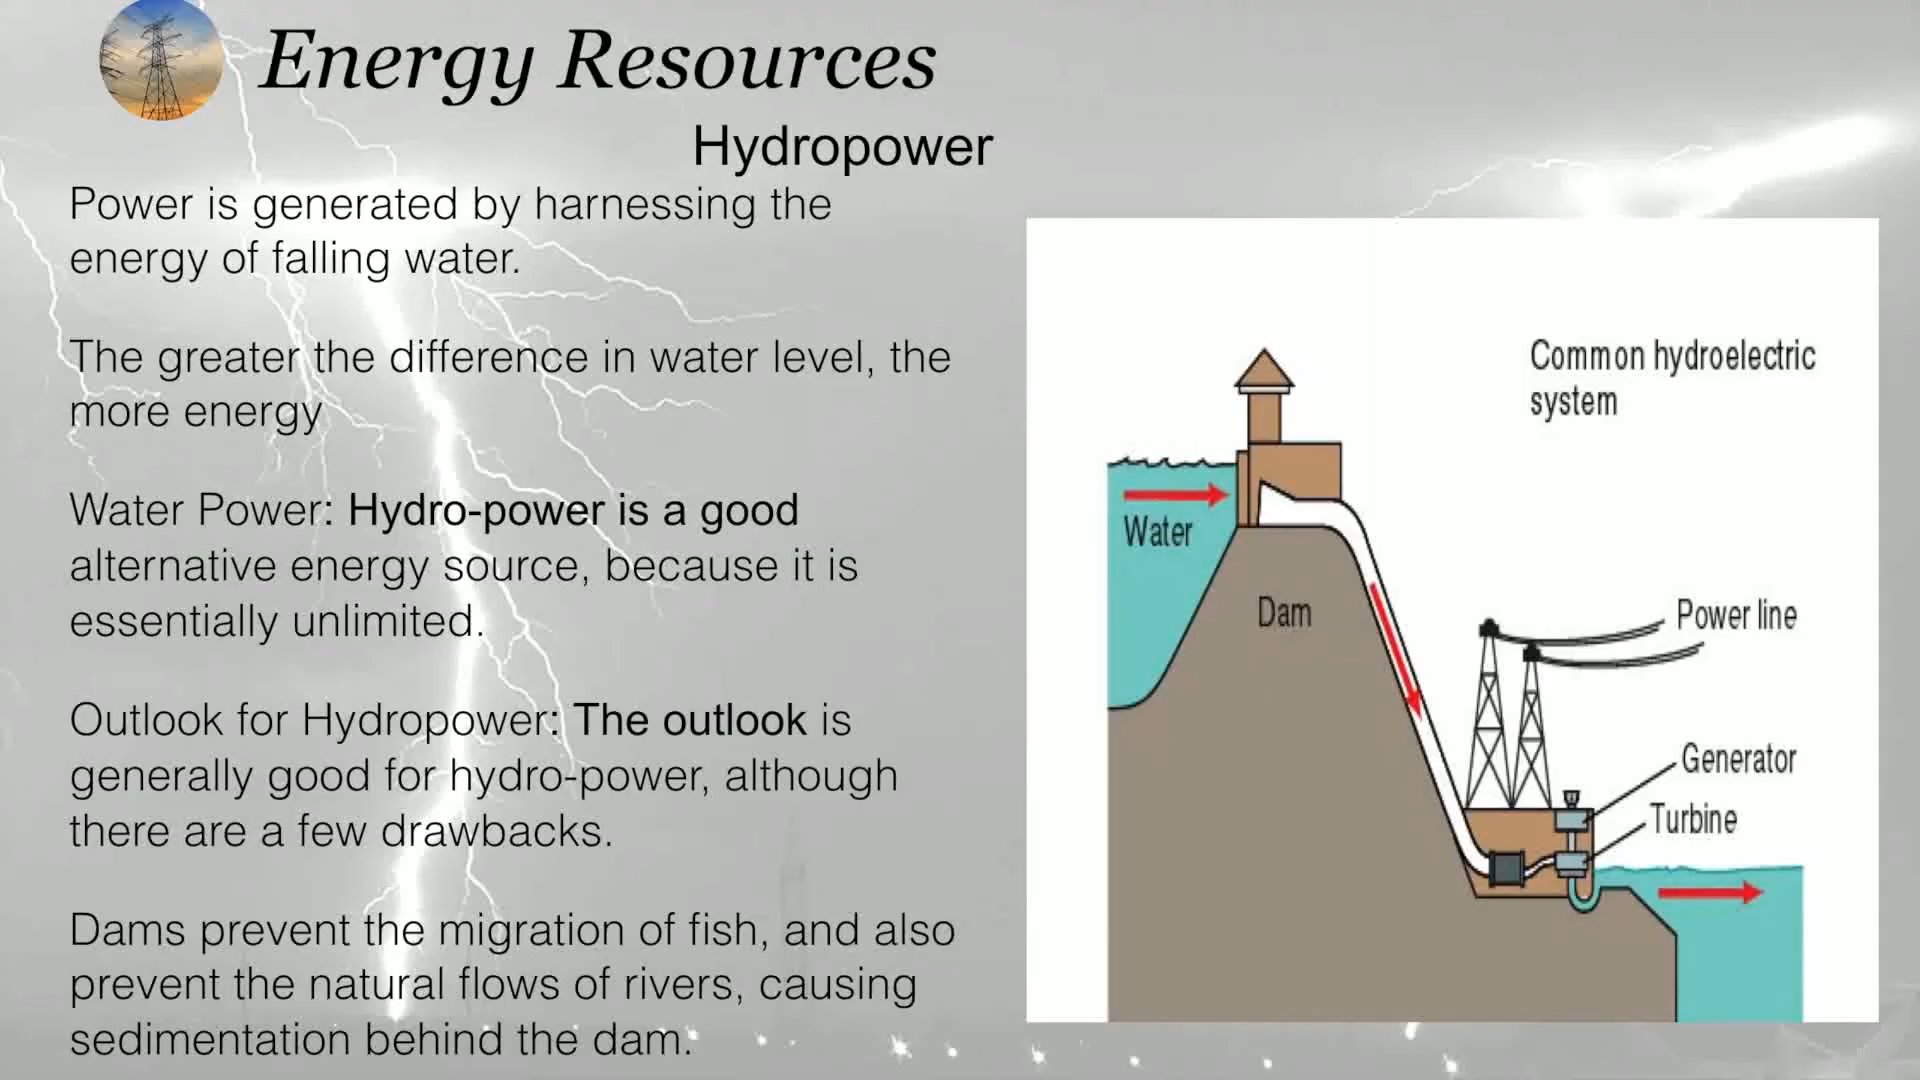 Energy Resources
Hydropower
Power is generated by harnessing the
energy of falling water.
The greater the difference in water level, the
more energy
Water Power: Hydro-power is a good
alternative energy source, because it is
essentially unlimited.
Outlook for Hydropower: The outlook is
generally good for hydro-power, although
there are a few drawbacks.
Dams prevent the migration of fish, and also
prevent the natural flows of rivers, causing
sedimentation behind the dam.
Common hydroelectric
system
Water
Dam
Power line
Generator
Turbine